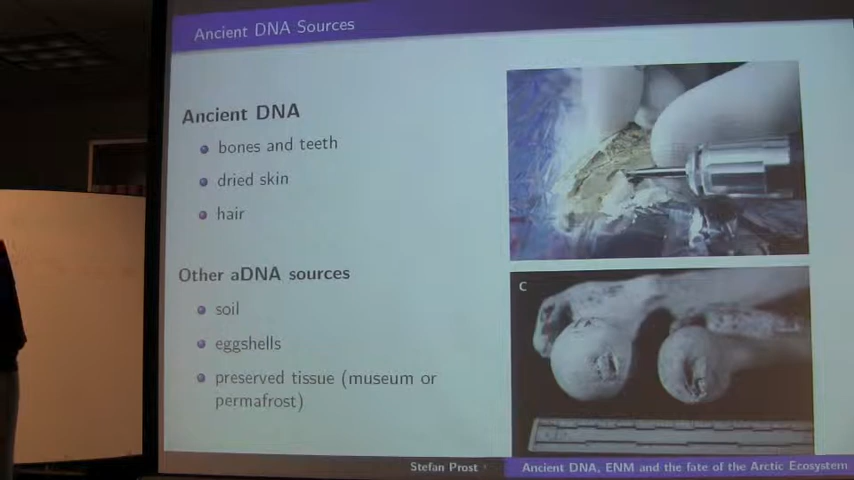 Ancient DNA Sources
Ancient DNA
bones and teeth
dried skin
hair
Other aDNA sources
soil
eggshells
preserved tissue (museum or
permafrost)
C
Stefan Prost
Ancient DNA, ENM and the fate of the Arctic Ecosystem